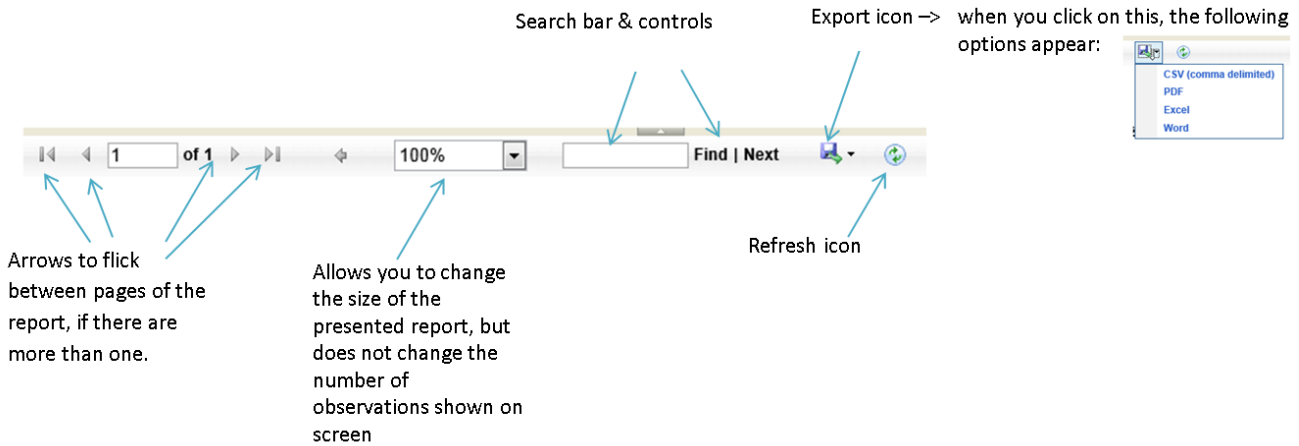 Search bar & controls
Export icon –> when you click on this, the following
options appear:
CSV (comma delimited)
PDF
Excel
Word
1 of 1
100%
Find | Next
Arrows to flick
between pages of the
report, if there are
more than one.
Allows you to change
the size of the
presented report, but
does not change the
number of
observations shown on
screen
Refresh icon